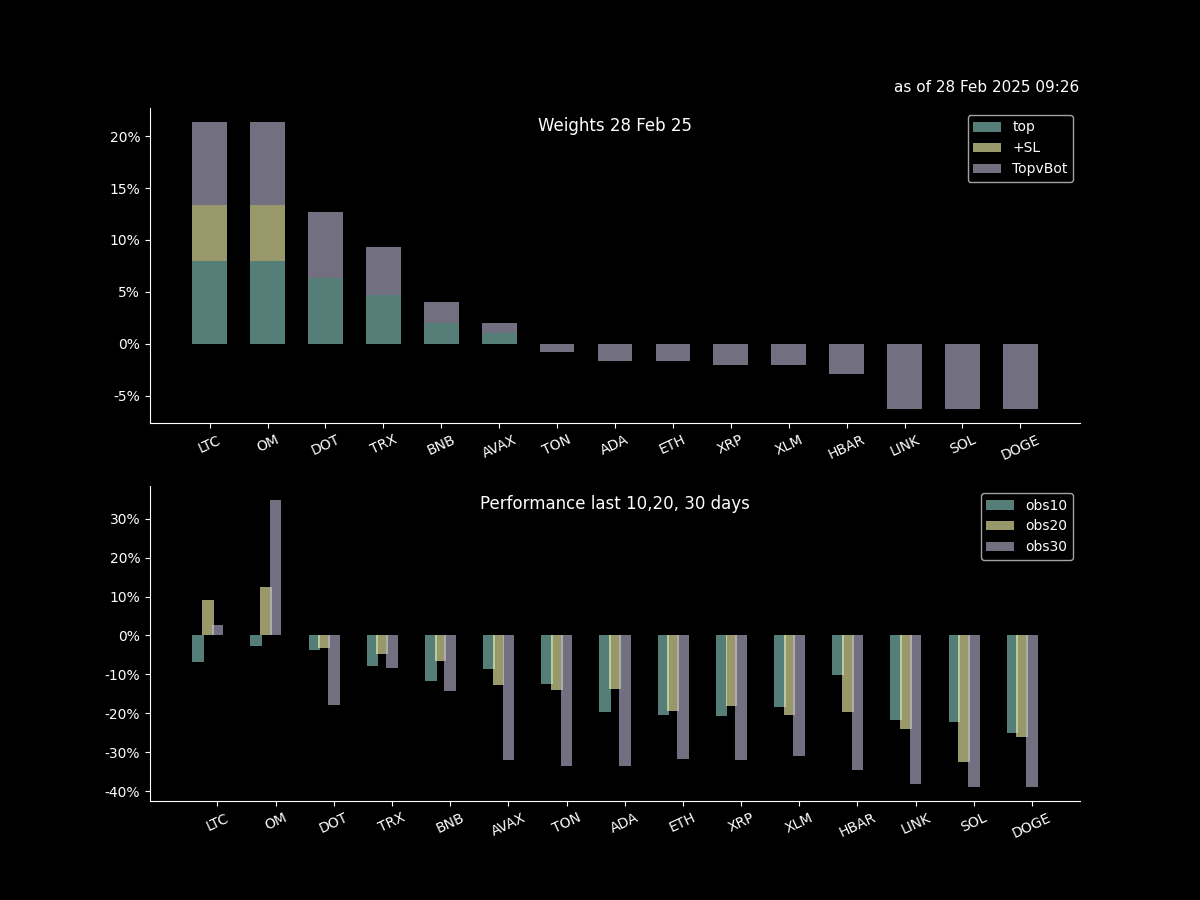 as of 28 Feb 2025 09:26
Weights 28 Feb 25
top
+SL
TopvBot
20%
15%
10%
5%
0%
-5%
LTC OM DOT TRX BNB AVAX TON ADA ETH XRP XLM HBAR LINK SOL DOGE
Performance last 10,20, 30 days
obs10
obs20
obs30
30%
20%
10%
0%
-10%
-20%
-30%
-40%
LTC OM DOT TRX BNB AVAX TON ADA ETH XRP XLM HBAR LINK SOL DOGE